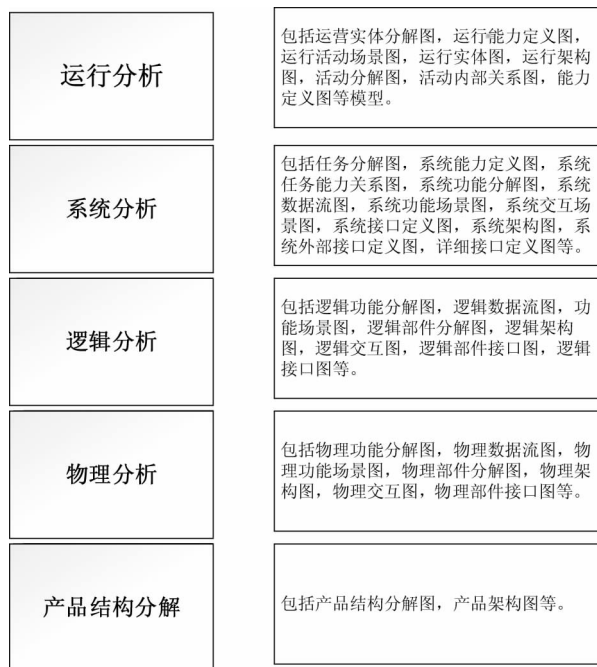 运行分析
包括运营实体分解图，运行能力定义图，
运行活动场景图，运行实体图，运行架构
图，活动分解图，活动内部关系图，能力
定义图等模型。
系统分析
包括任务分解图，系统能力定义图，系统
任务能力关系图，系统功能分解图，系统
数据流图，系统功能场景图，系统交互场
景图，系统接口定义图，系统架构图，系
统外部接口定义图，详细接口定义图等。
逻辑分析
包括逻辑功能分解图，逻辑数据流图，功
能场景图，逻辑部件分解图，逻辑架构
图，逻辑交互图，逻辑部件接口图，逻辑
接口图等。
物理分析
包括物理功能分解图，物理数据流图，物
理功能场景图，物理部件分解图，物理架
构图，物理交互图，物理部件接口图等。
产品结构分解
包括产品结构分解图，产品架构图等。